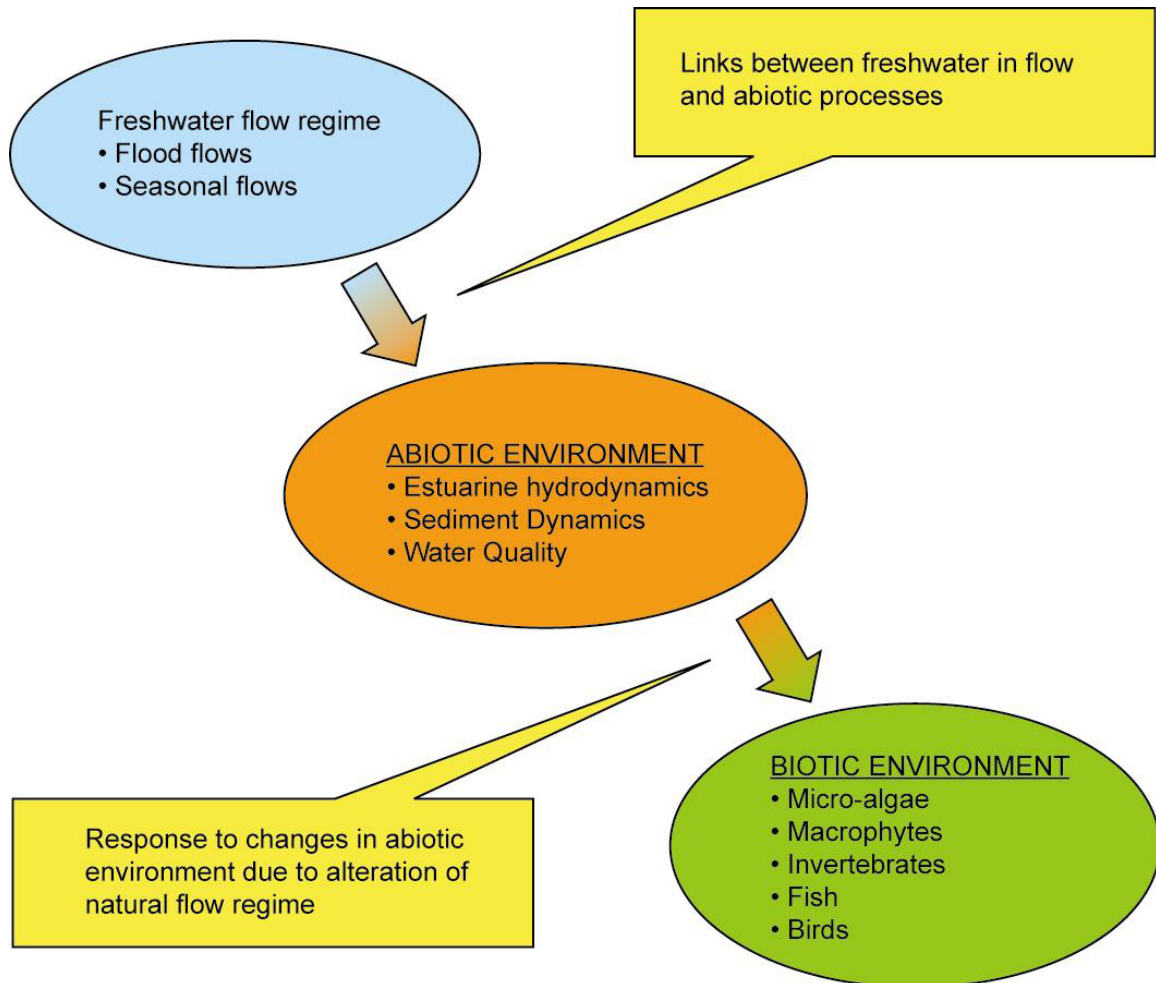 Links between freshwater in flow
and abiotic processes
Freshwater flow regime
• Flood flows
• Seasonal flows
ABIOTIC ENVIRONMENT
• Estuarine hydrodynamics
• Sediment Dynamics
• Water Quality
Response to changes in abiotic
environment due to alteration of
natural flow regime
BIOTIC ENVIRONMENT
• Micro-algae
• Macrophytes
• Invertebrates
• Fish
• Birds